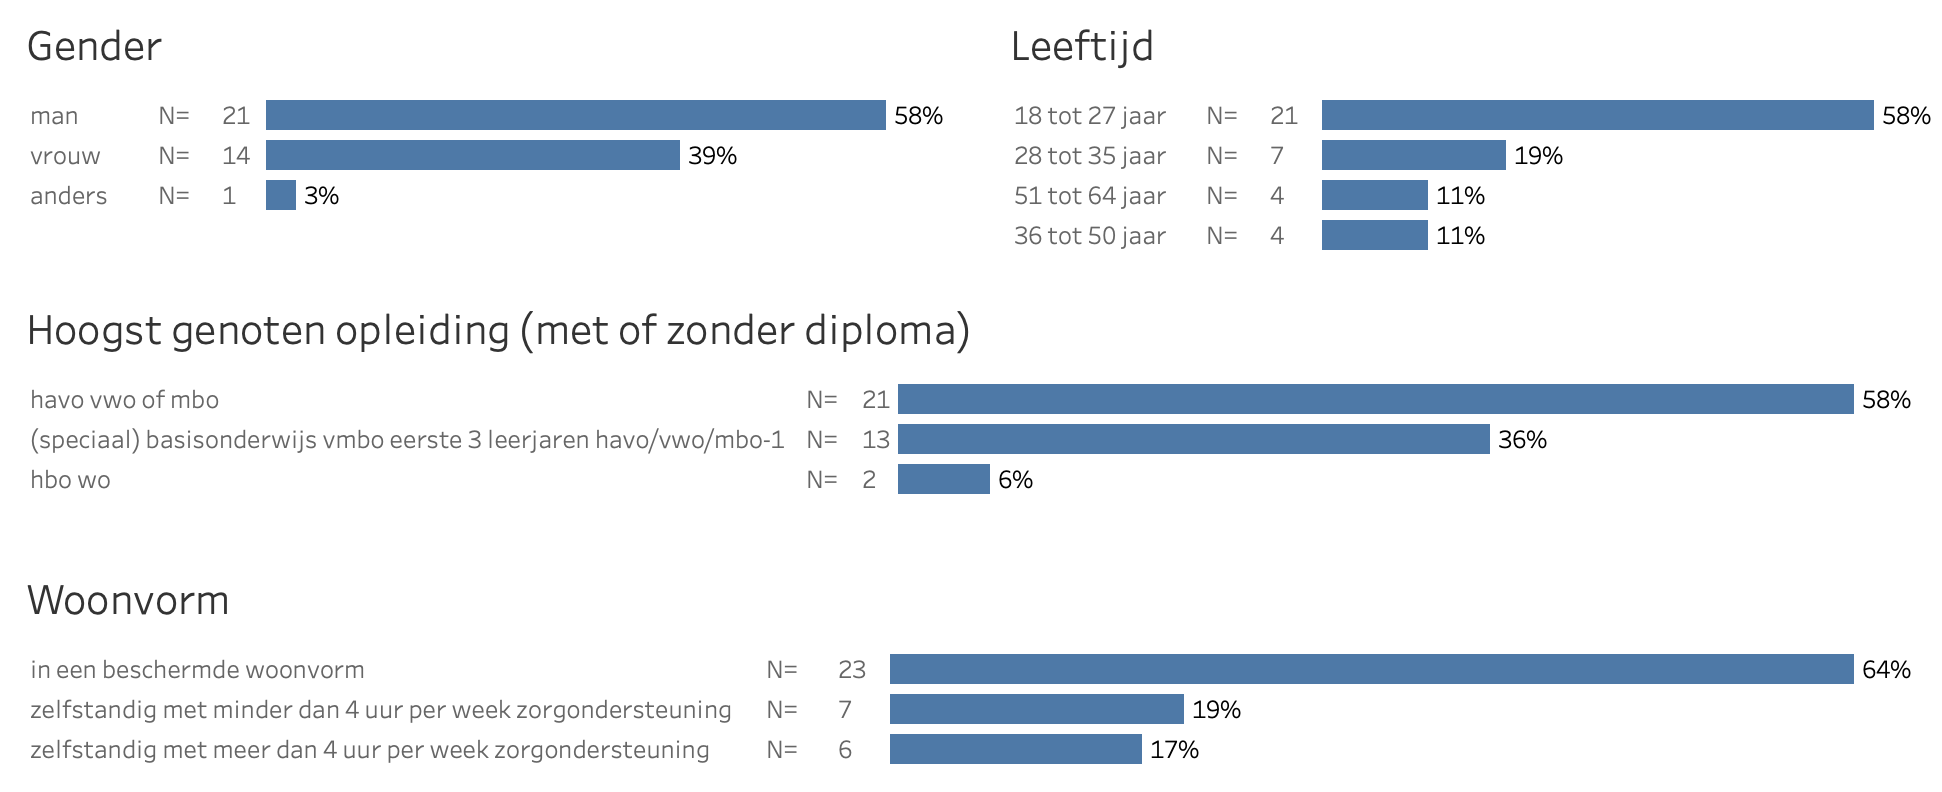 Gender
man N= 21 58%
vrouw N= 14 39%
anders N= 1 3%
Leeftijd
18 tot 27 jaar N= 21 58%
28 tot 35 jaar N= 7 19%
51 tot 64 jaar N= 4 11%
36 tot 50 jaar N= 4 11%
Hoogst genoten opleiding (met of zonder diploma)
havo vwo of mbo N= 21 58%
(speciaal) basisonderwijs vmbo eerste 3 leerjaren havo/vwo/mbo-1 N= 13 36%
hbo wo N= 2 6%
Woonvorm
in een beschermde woonvorm N= 23 64%
zelfstandig met minder dan 4 uur per week zorgondersteuning N= 7 19%
zelfstandig met meer dan 4 uur per week zorgondersteuning N= 6 17%